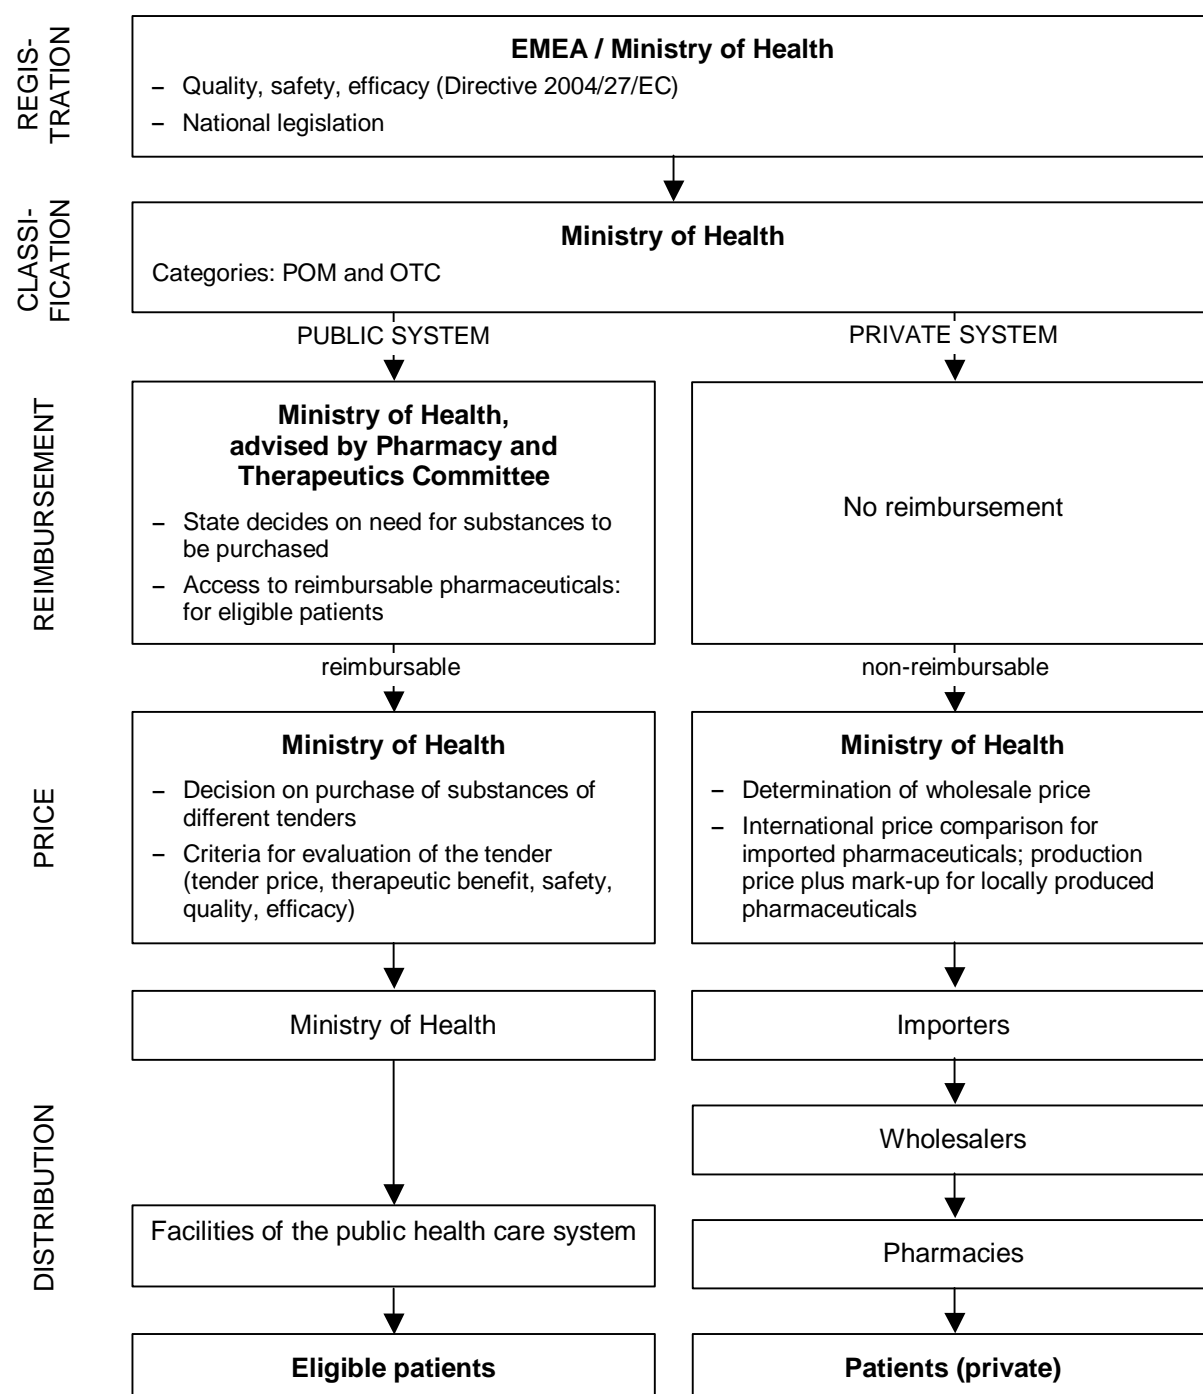 REGIS-
TRATION
EMEA / Ministry of Health
– Quality, safety, efficacy (Directive 2004/27/EC)
– National legislation
CLASSI-
FICATION
Ministry of Health
Categories: POM and OTC
PUBLIC SYSTEM
PRIVATE SYSTEM
REIMBURSEMENT
Ministry of Health,
advised by Pharmacy and
Therapeutics Committee
– State decides on need for substances to
be purchased
– Access to reimbursable pharmaceuticals:
for eligible patients
No reimbursement
reimbursable
non-reimbursable
PRICE
Ministry of Health
– Decision on purchase of substances of
different tenders
– Criteria for evaluation of the tender
(tender price, therapeutic benefit, safety,
quality, efficacy)
Ministry of Health
– Determination of wholesale price
– International price comparison for
imported pharmaceuticals; production
price plus mark-up for locally produced
pharmaceuticals
DISTRIBUTION
Ministry of Health
Importers
Wholesalers
Facilities of the public health care system
Pharmacies
Eligible patients
Patients (private)